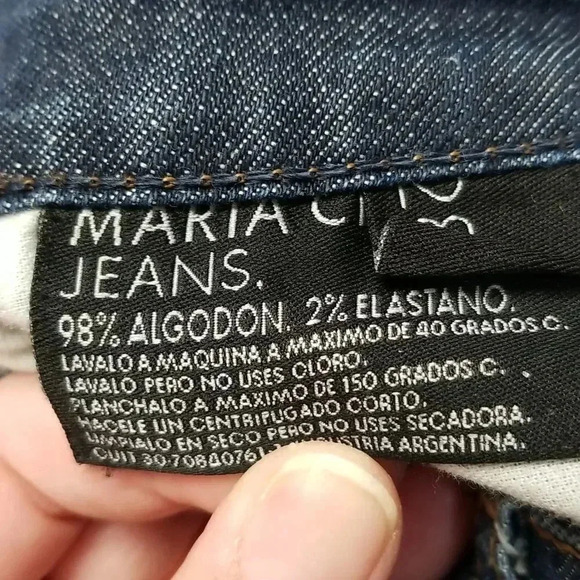 MARIA
JEANS.
98% ALGODON. 2% ELASTANO.
LAVALO A MAQUINA A MAXIMO DE 40 GRADOS C.
LAVALO PERO NO USES CLORO.
PLANCHALO A MAXIMO DE 150 GRADOS C.
HACELE UN CENTRIFUGADO CORTO.
LIMPIALO EN SECO PERO NO USES SECADORA.
CUIT INDUSTRIA ARGENTINA.